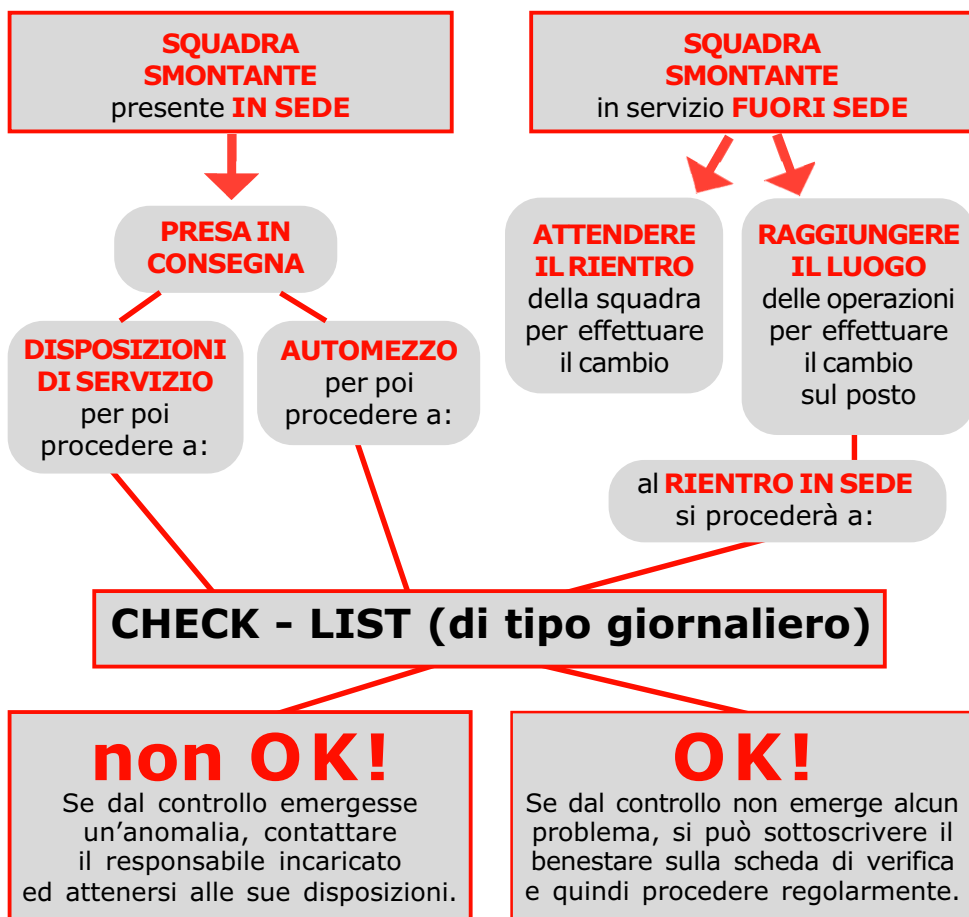 SQUADRA
SMONTANTE
presente IN SEDE
SQUADRA
SMONTANTE
in servizio FUORI SEDE
PRESA IN
CONSEGNA
DISPOSIZIONI
DI SERVIZIO
per poi
procedere a:
AUTOMEZZO
per poi
procedere a:
ATTENDERE
IL RIENTRO
della squadra
per effettuare
il cambio
RAGGIUNGERE
IL LUOGO
delle operazioni
per effettuare
il cambio
sul posto
al RIENTRO IN SEDE
si procederà a:
CHECK - LIST (di tipo giornaliero)
non OK!
Se dal controllo emergesse
un’anomalia, contattare
il responsabile incaricato
ed attenersi alle sue disposizioni.
OK!
Se dal controllo non emerge alcun
problema, si può sottoscrivere il
benestare sulla scheda di verifica
e quindi procedere regolarmente.